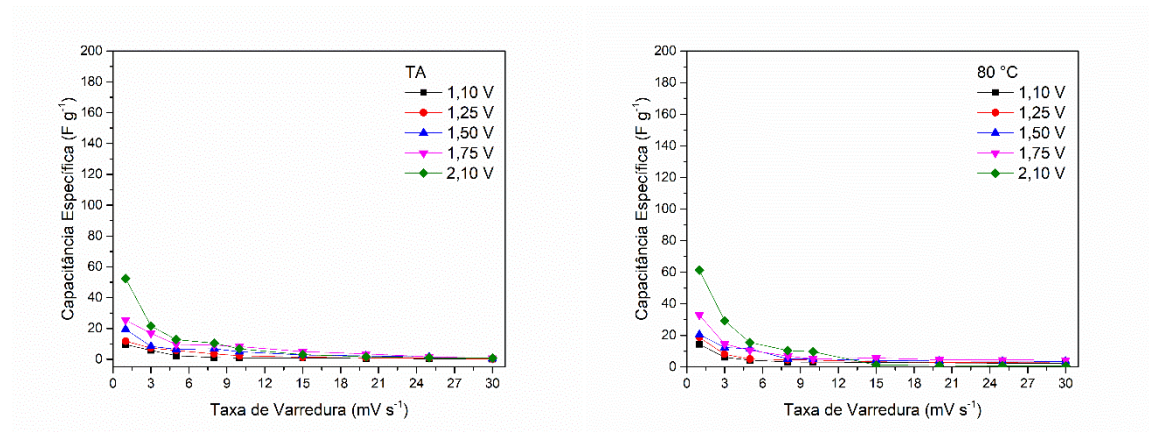 200
180
160
140
120
100
80
60
40
20
0
Capacitância Específica (F g⁻¹)
TA
1,10 V
1,25 V
1,50 V
1,75 V
2,10 V
0 3 6 9 12 15 18 21 24 27 30
Taxa de Varredura (mV s⁻¹)
200
180
160
140
120
100
80
60
40
20
0
Capacitância Específica (F g⁻¹)
80 °C
1,10 V
1,25 V
1,50 V
1,75 V
2,10 V
0 3 6 9 12 15 18 21 24 27 30
Taxa de Varredura (mV s⁻¹)